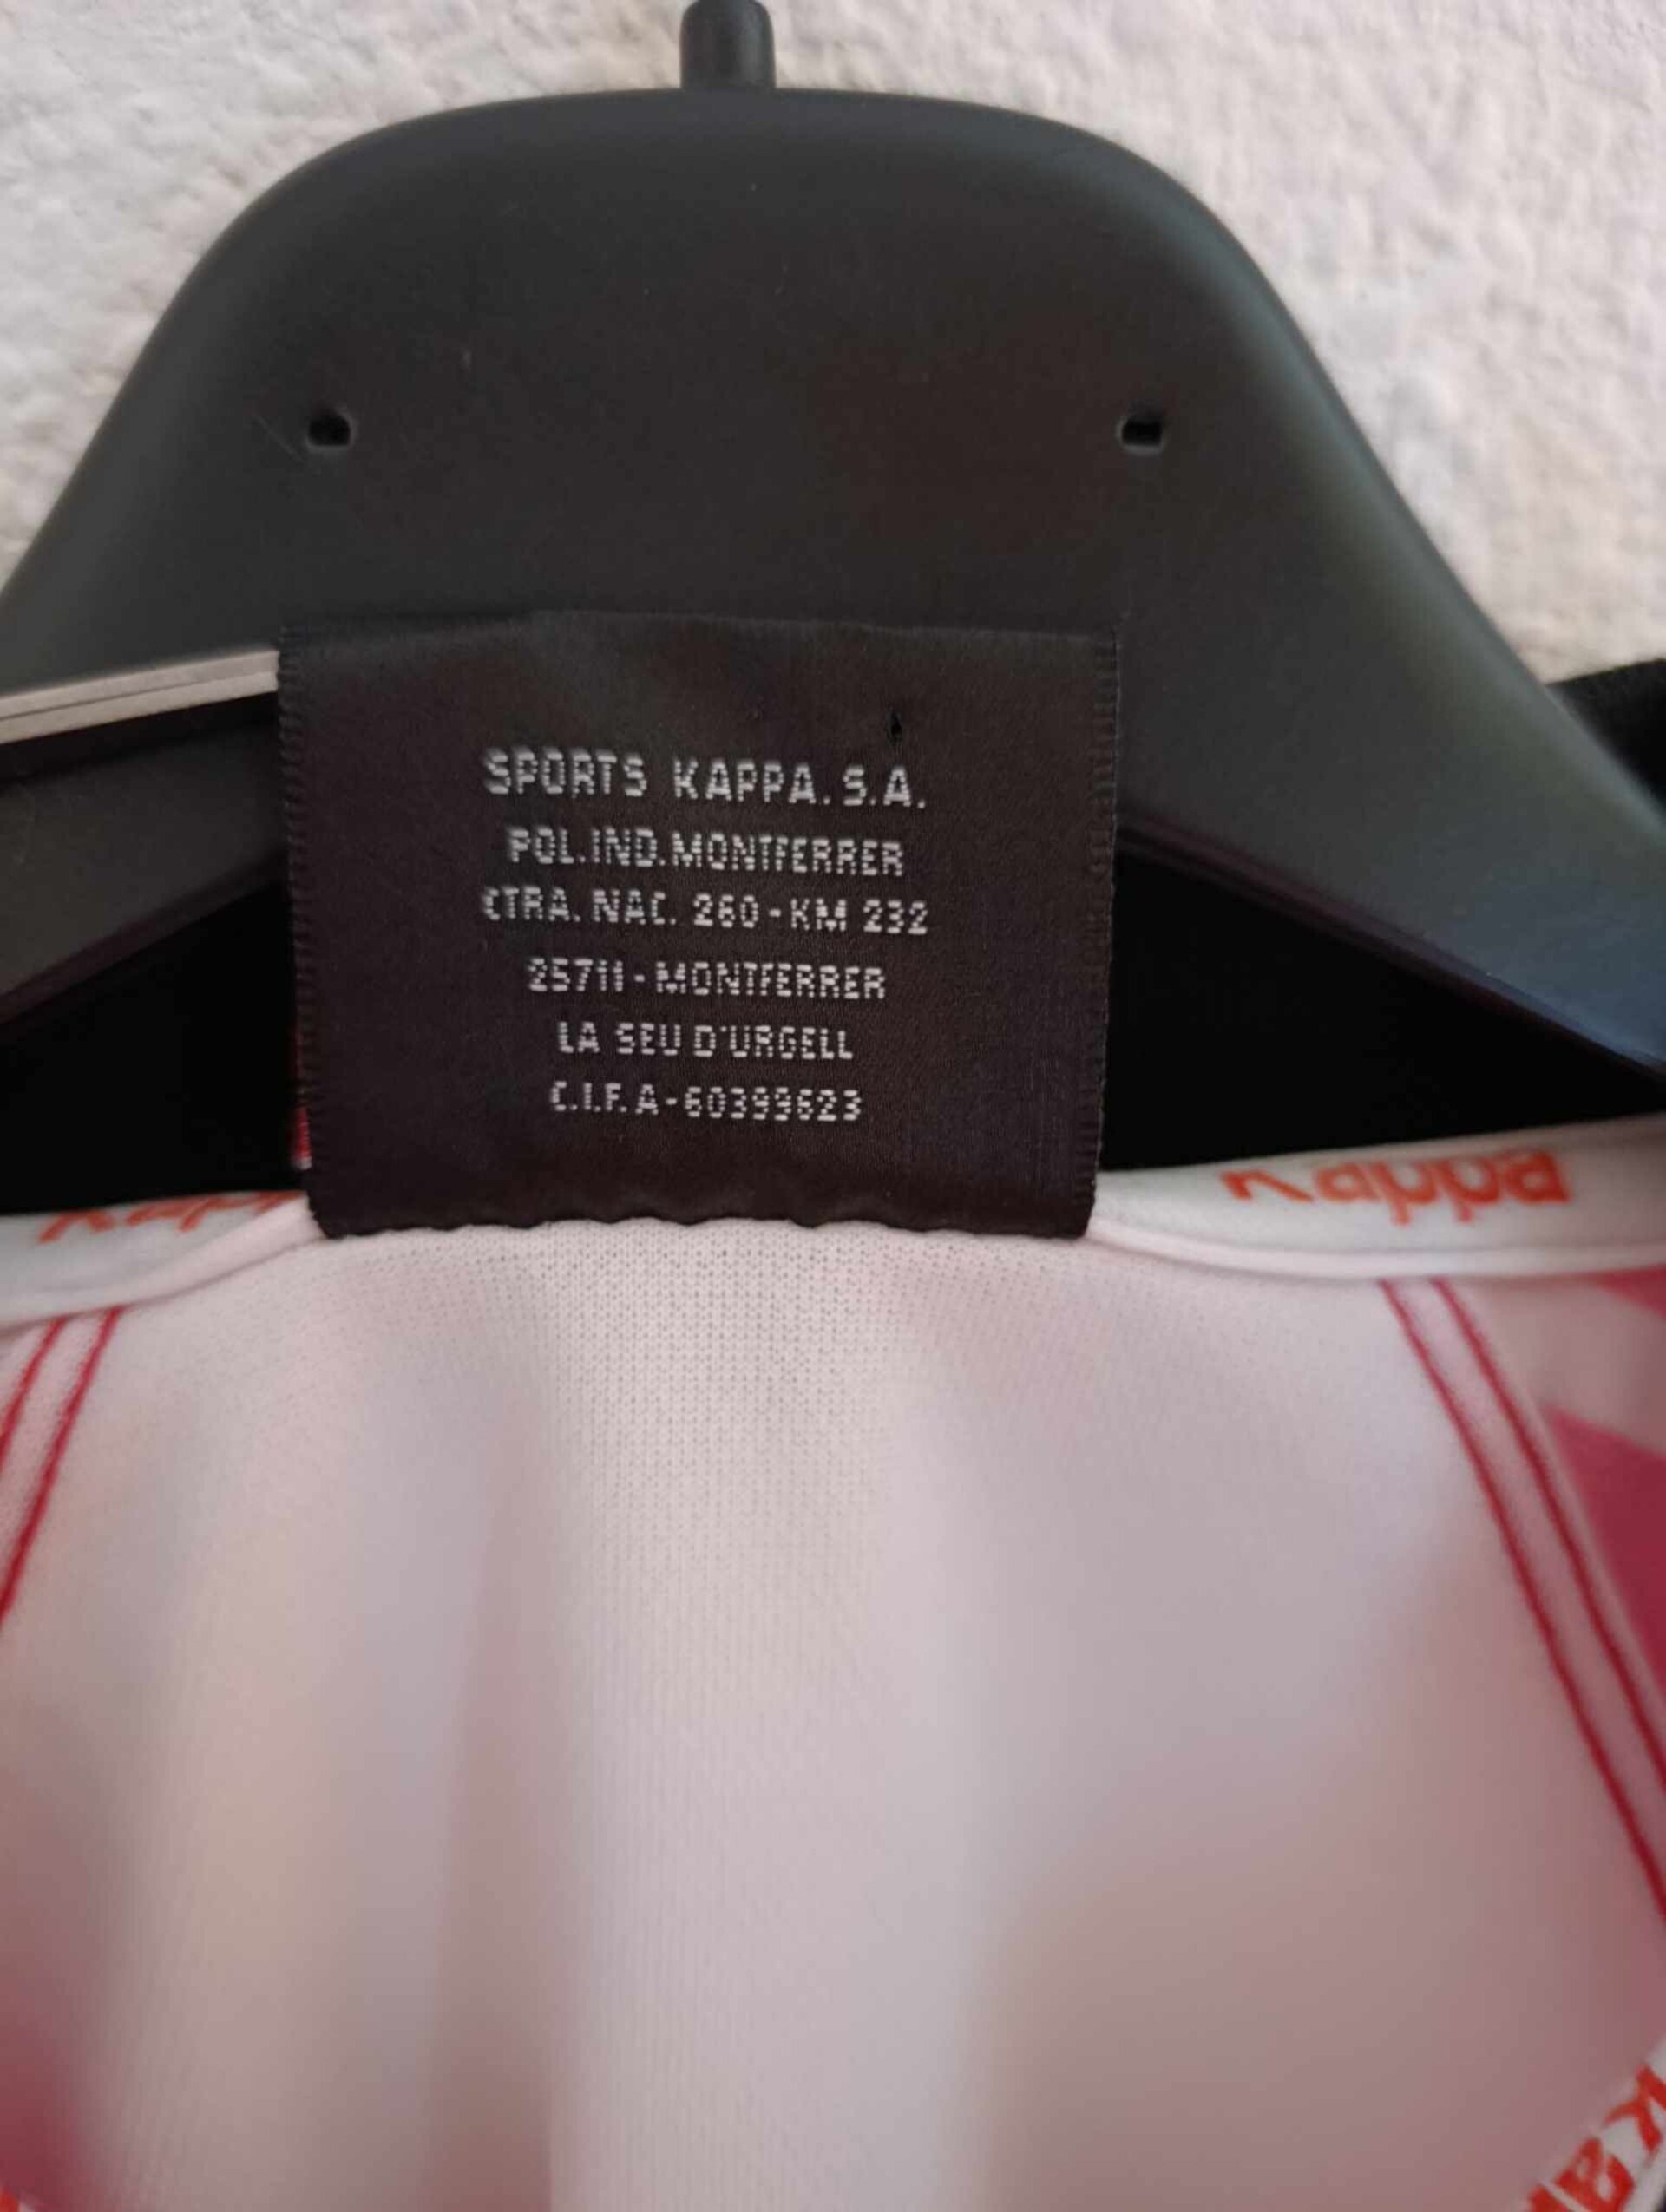 SPORTS KAPPA. S.A.
POL.IND.MONTFERRER
CTRA. NAC. 260 - KM 232
25711 - MONTFERRER
LA SEU D'URGELL
C.I.F. A - 60399623
Kappa